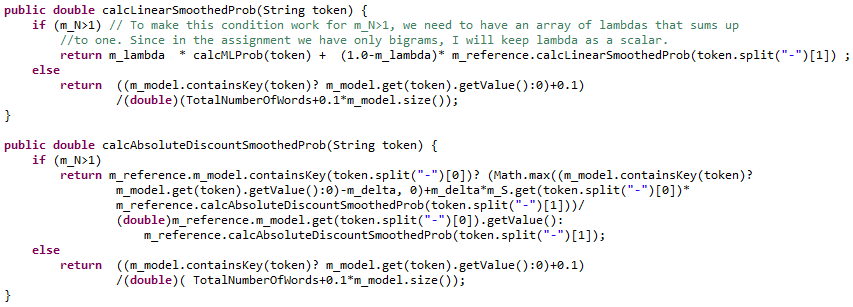 public double calcLinearSmoothedProb(String token) {
if (m_N>1) // To make this condition work for m_N>1, we need to have an array of lambdas that sums up
//to one. Since in the assignment we have only bigrams, I will keep lambda as a scalar.
return m_lambda  * calcMLProb(token) +  (1.0-m_lambda)* m_reference.calcLinearSmoothedProb(token.split("-")[1]) ;
else
return  ((m_model.containsKey(token)? m_model.get(token).getValue():0)+0.1)
/(double)(TotalNumberOfWords+0.1*m_model.size());
}
public double calcAbsoluteDiscountSmoothedProb(String token) {
if (m_N>1)
return m_reference.m_model.containsKey(token.split("-")[0])? (Math.max((m_model.containsKey(token)?
m_model.get(token).getValue():0)-m_delta, 0)+m_delta*m_S.get(token.split("-")[0])*
m_reference.calcAbsoluteDiscountSmoothedProb(token.split("-")[1]))/
(double)m_reference.m_model.get(token.split("-")[0]).getValue():
m_reference.calcAbsoluteDiscountSmoothedProb(token.split("-")[1]);
else
return  ((m_model.containsKey(token)? m_model.get(token).getValue():0)+0.1)
/(double)( TotalNumberOfWords+0.1*m_model.size());
}